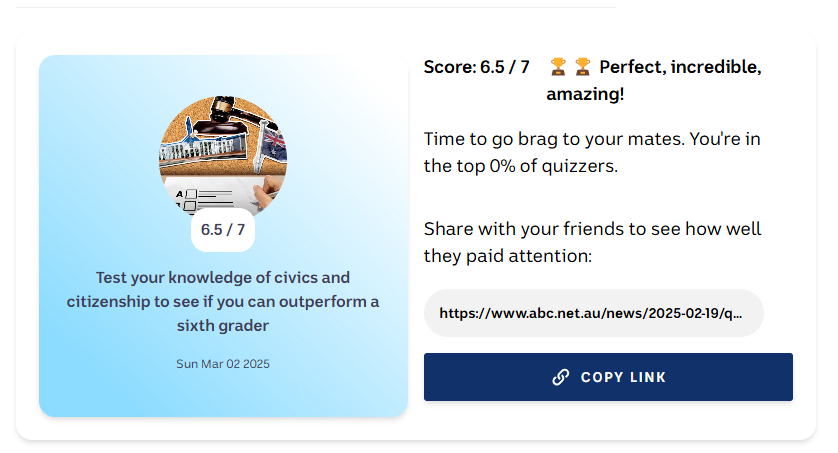 A
B
6.5 / 7
Test your knowledge of civics and
citizenship to see if you can outperform a
sixth grader
Sun Mar 02 2025
Score: 6.5 / 7 🏆 🏆 Perfect, incredible,
amazing!
Time to go brag to your mates. You're in
the top 0% of quizzers.
Share with your friends to see how well
they paid attention:
https://www.abc.net.au/news/2025-02-19/q...
COPY LINK